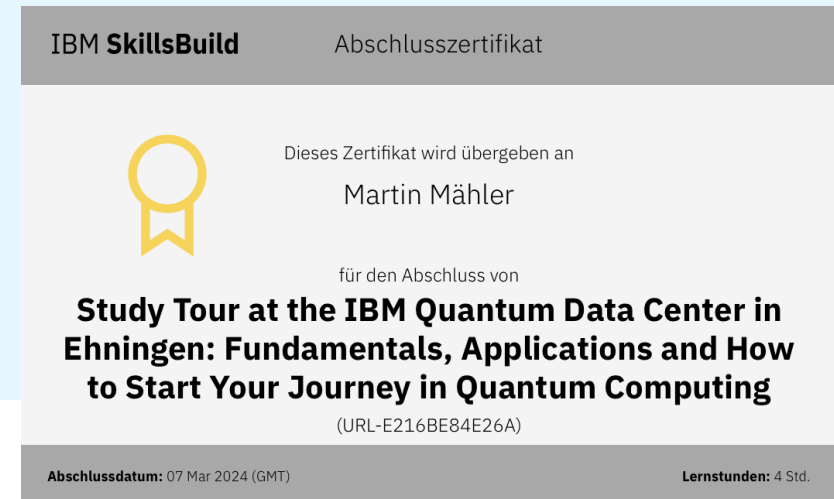 IBM SkillsBuild Abschlusszertifikat
Dieses Zertifikat wird übergeben an
Martin Mähler
für den Abschluss von
Study Tour at the IBM Quantum Data Center in
Ehningen: Fundamentals, Applications and How
to Start Your Journey in Quantum Computing
(URL-E216BE84E26A)
Abschlussdatum: 07 Mar 2024 (GMT) Lernstunden: 4 Std.